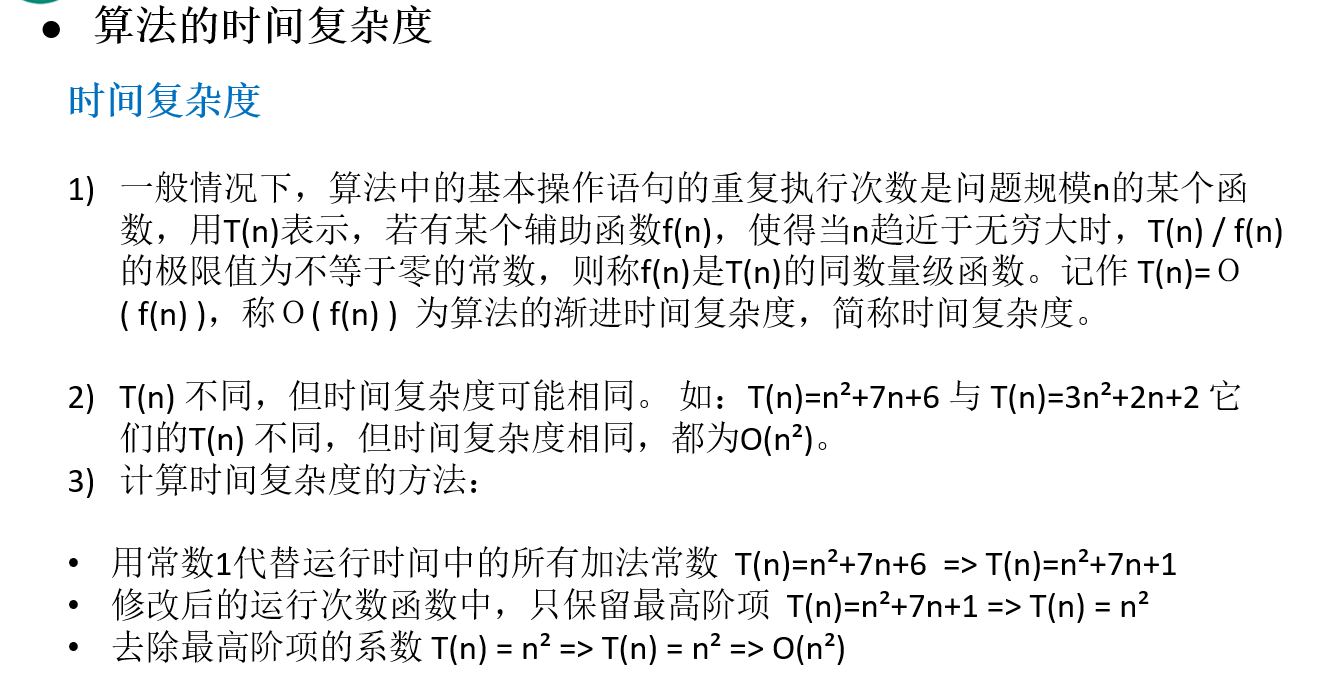 ● 算法的时间复杂度
时间复杂度
1) 一般情况下，算法中的基本操作语句的重复执行次数是问题规模n的某个函
数，用T(n)表示，若有某个辅助函数f(n)，使得当n趋近于无穷大时，T(n) / f(n)
的极限值为不等于零的常数，则称f(n)是T(n)的同数量级函数。记作 T(n)=Ｏ
( f(n) )，称Ｏ( f(n) ) 为算法的渐进时间复杂度，简称时间复杂度。
2) T(n) 不同，但时间复杂度可能相同。 如：T(n)=n²+7n+6 与 T(n)=3n²+2n+2 它
们的T(n) 不同，但时间复杂度相同，都为O(n²)。
3) 计算时间复杂度的方法：
• 用常数1代替运行时间中的所有加法常数 T(n)=n²+7n+6 => T(n)=n²+7n+1
• 修改后的运行次数函数中，只保留最高阶项 T(n)=n²+7n+1 => T(n) = n²
• 去除最高阶项的系数 T(n) = n² => T(n) = n² => O(n²)